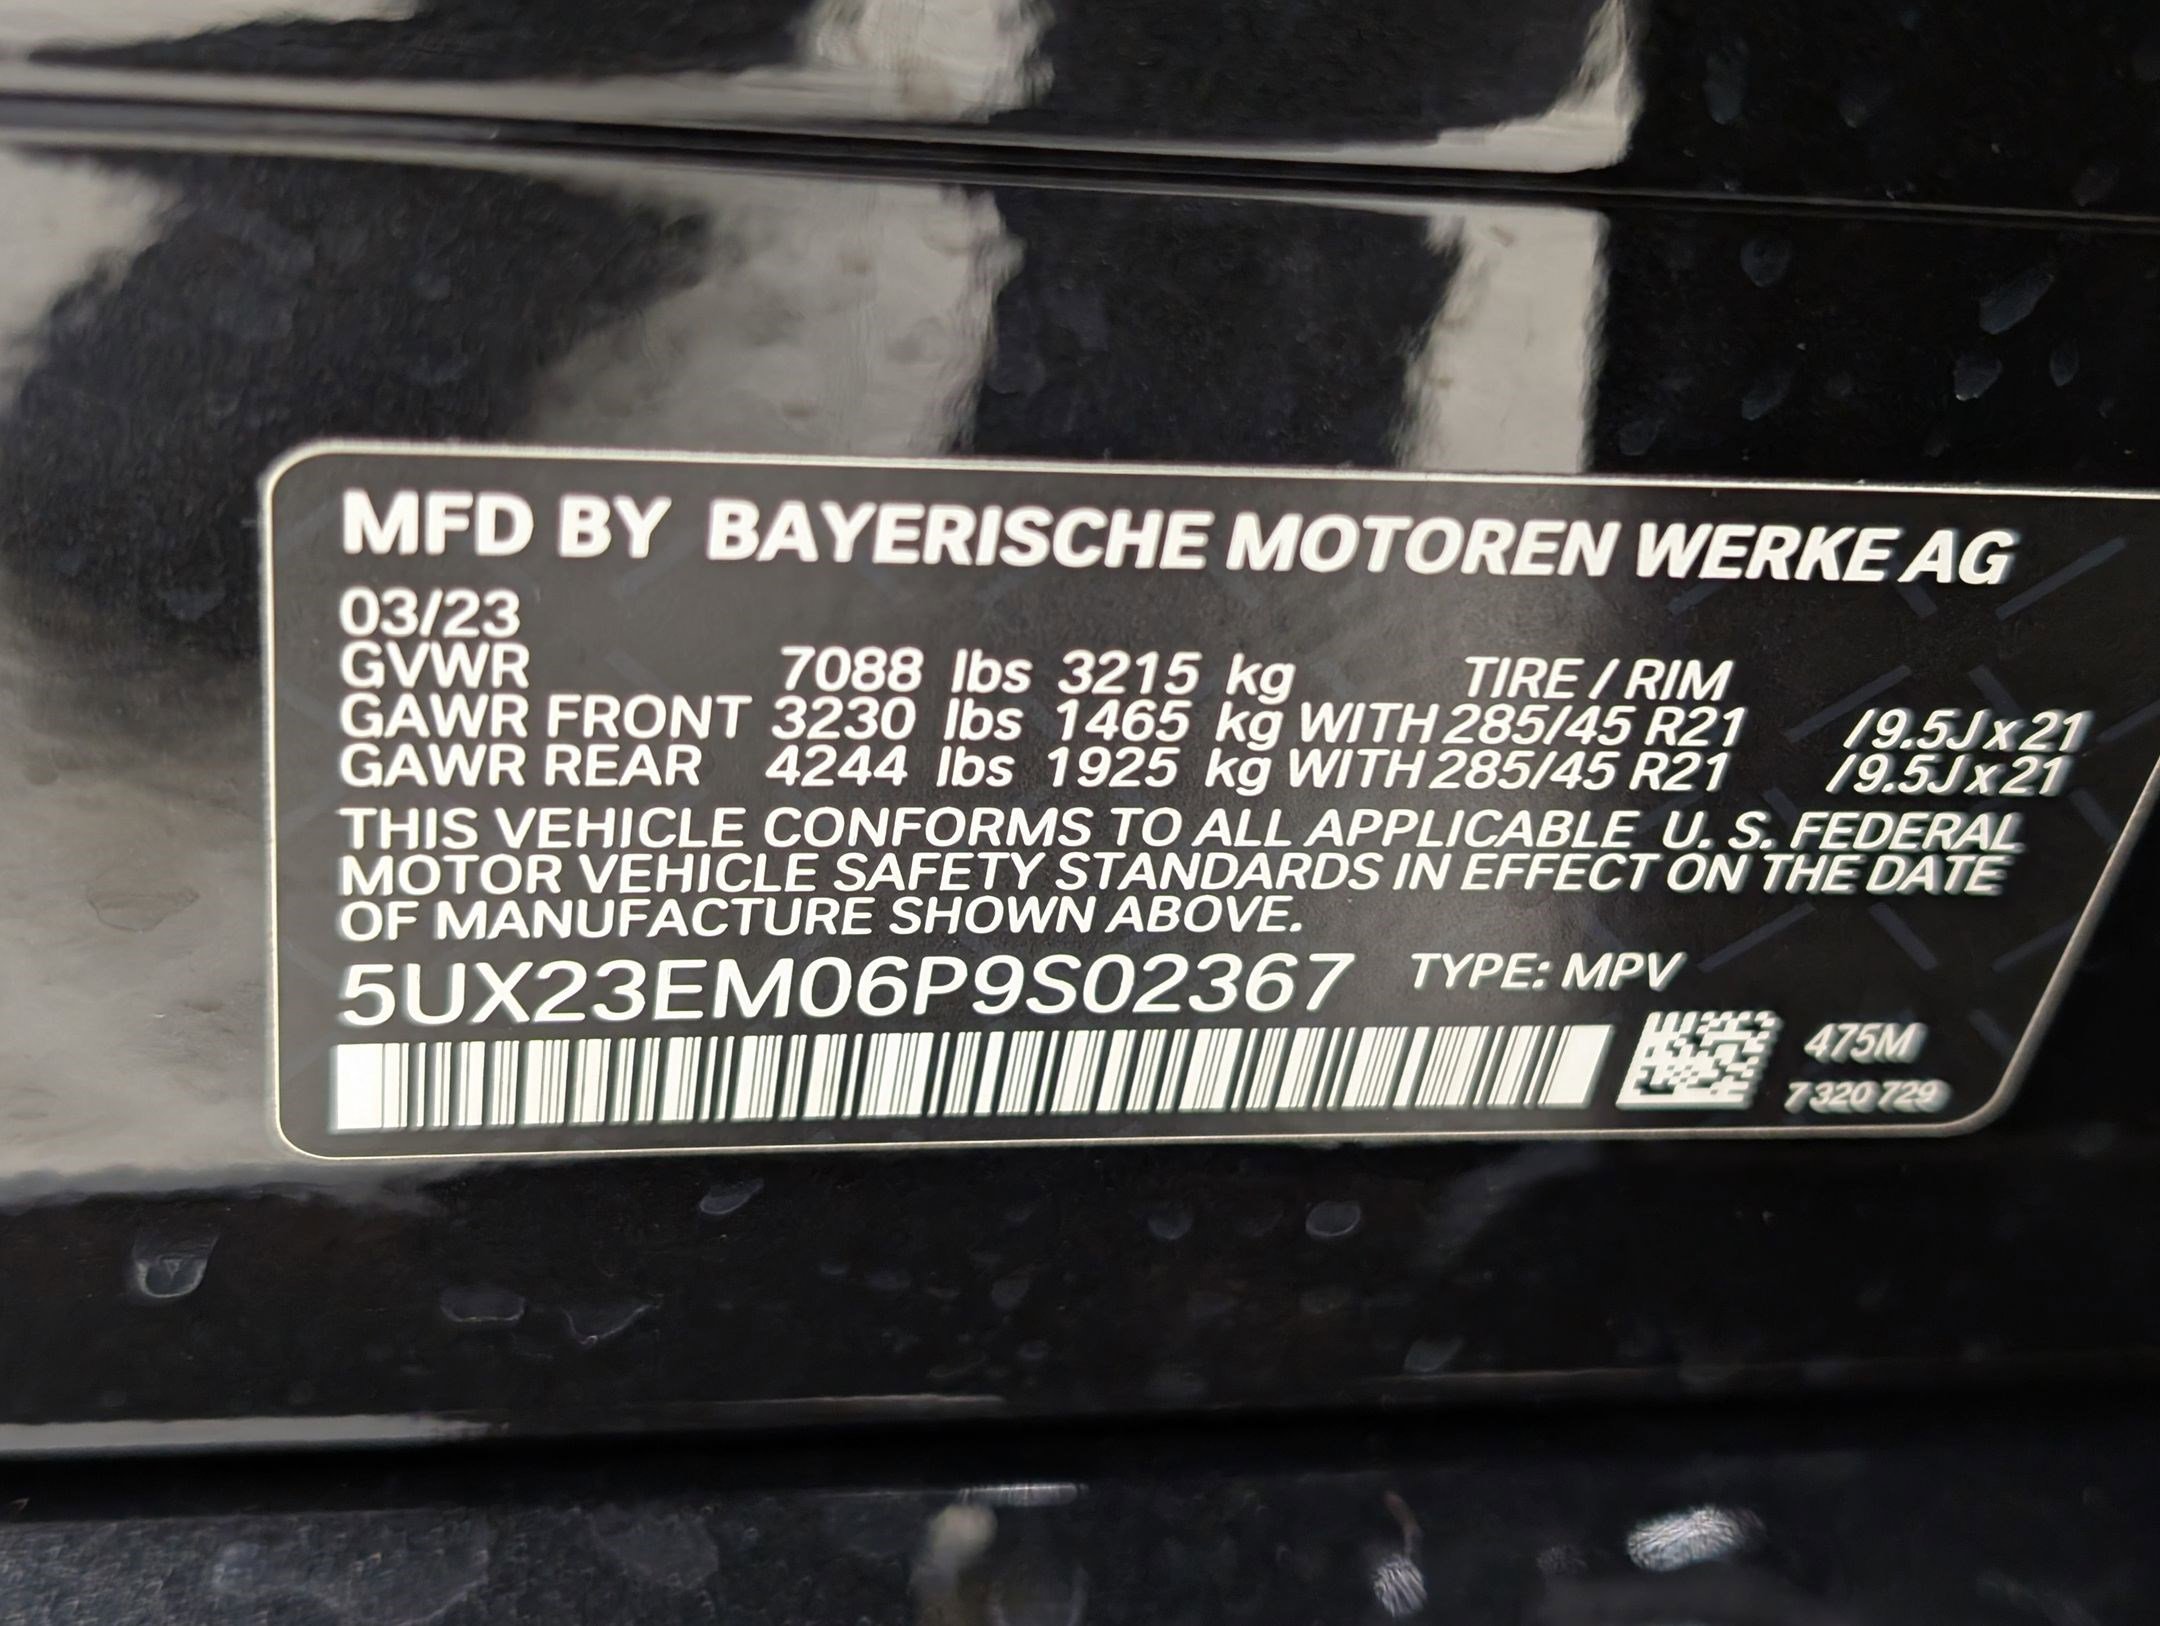 MFD BY BAYERISCHE MOTOREN WERKE AG
03/23
GVWR 7088 lbs 3215 kg TIRE / RIM
GAWR FRONT 3230 lbs 1465 kg WITH 285/45 R21 /9.5J x 21
GAWR REAR 4244 lbs 1925 kg WITH 285/45 R21 /9.5J x 21
THIS VEHICLE CONFORMS TO ALL APPLICABLE U. S. FEDERAL
MOTOR VEHICLE SAFETY STANDARDS IN EFFECT ON THE DATE
OF MANUFACTURE SHOWN ABOVE.
5UX23EM06P9S02367 TYPE: MPV
475M
7 320 729